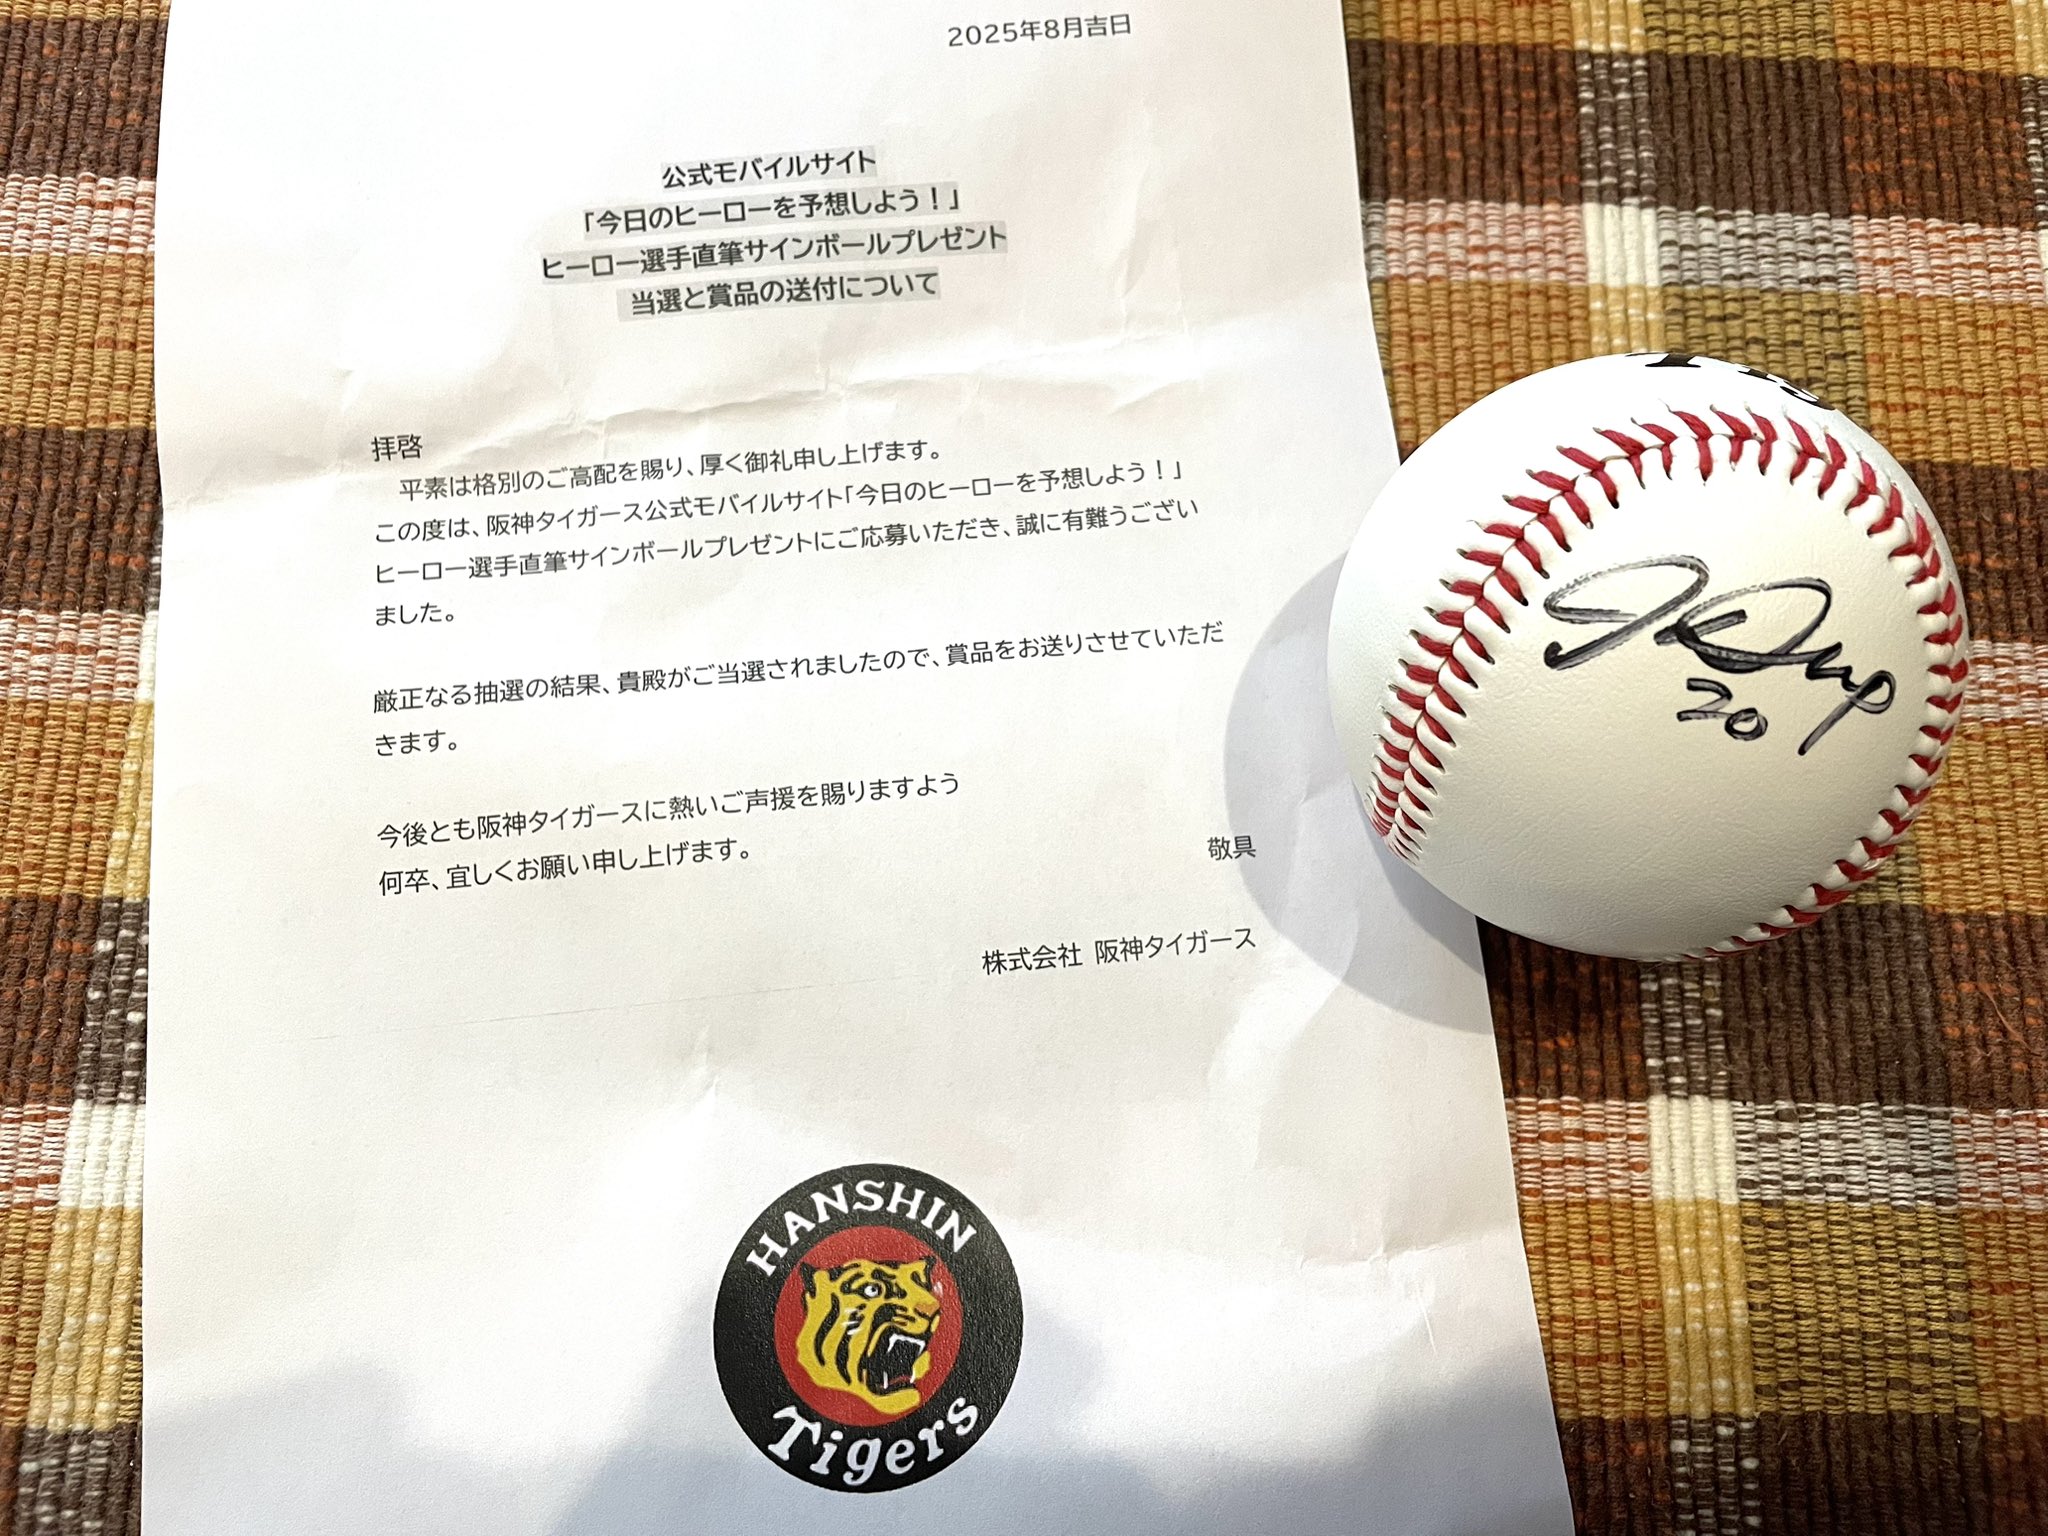 2025年8月吉日
公式モバイルサイト
「今日のヒーローを予想しよう！」
ヒーロー選手直筆サインボールプレゼント
当選と賞品の送付について
拝啓
平素は格別のご高配を賜り、厚く御礼申し上げます。
この度は、阪神タイガース公式モバイルサイト「今日のヒーローを予想しよう！」
ヒーロー選手直筆サインボールプレゼントにご応募いただき、誠に有難うござい
ました。
厳正なる抽選の結果、貴殿がご当選されましたので、賞品をお送りさせていただ
きます。
今後とも阪神タイガースに熱いご声援を賜りますよう
何卒、宜しくお願い申し上げます。
敬具
株式会社 阪神タイガース
HANSHIN
Tigers
20